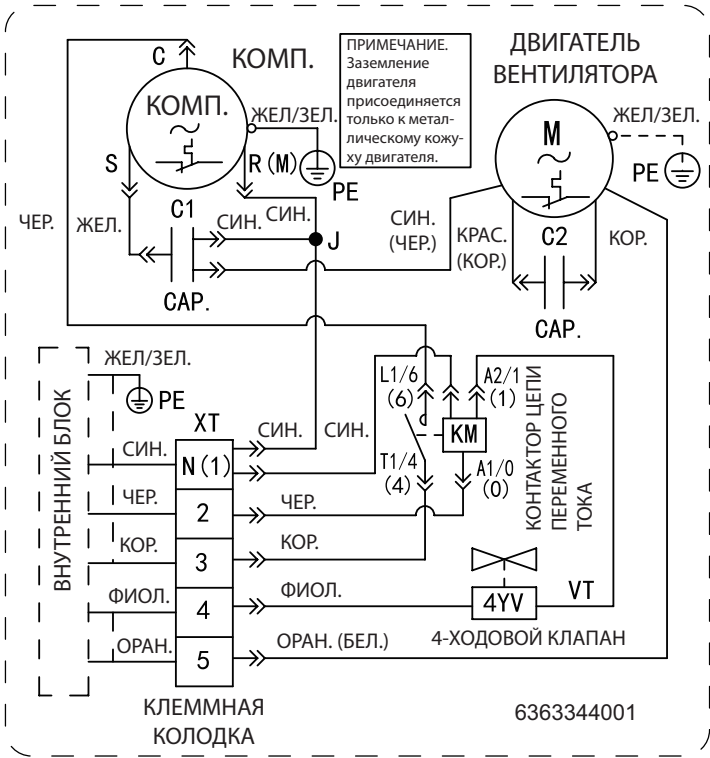 C
КОМП.
ПРИМЕЧАНИЕ.
Заземление
двигателя
присоединяется
только к метал-
лическому кожу-
ху двигателя.
ДВИГАТЕЛЬ
ВЕНТИЛЯТОРА
КОМП.
ЖЕЛ/ЗЕЛ.
M
ЖЕЛ/ЗЕЛ.
S
R (M)
PE
PE
ЧЕР.
ЖЕЛ.
C1
СИН.
СИН.
J
СИН.
(ЧЕР.)
КРАС.
(КОР.)
C2
КОР.
CAP.
CAP.
ВНУТРЕННИЙ БЛОК
ЖЕЛ/ЗЕЛ.
PE
XT
L1/6
(6)
A2/1
(1)
КОНТАКТОР ЦЕПИ
ПЕРЕМЕННОГО
ТОКА
СИН.
N (1)
СИН.
СИН.
KM
T1/4
(4)
A1/0
(0)
ЧЕР.
2
ЧЕР.
КОР.
3
КОР.
ФИОЛ.
4
ФИОЛ.
4YV
VT
4-ХОДОВОЙ КЛАПАН
ОРАН.
5
ОРАН. (БЕЛ.)
КЛЕММНАЯ
КОЛОДКА
6363344001